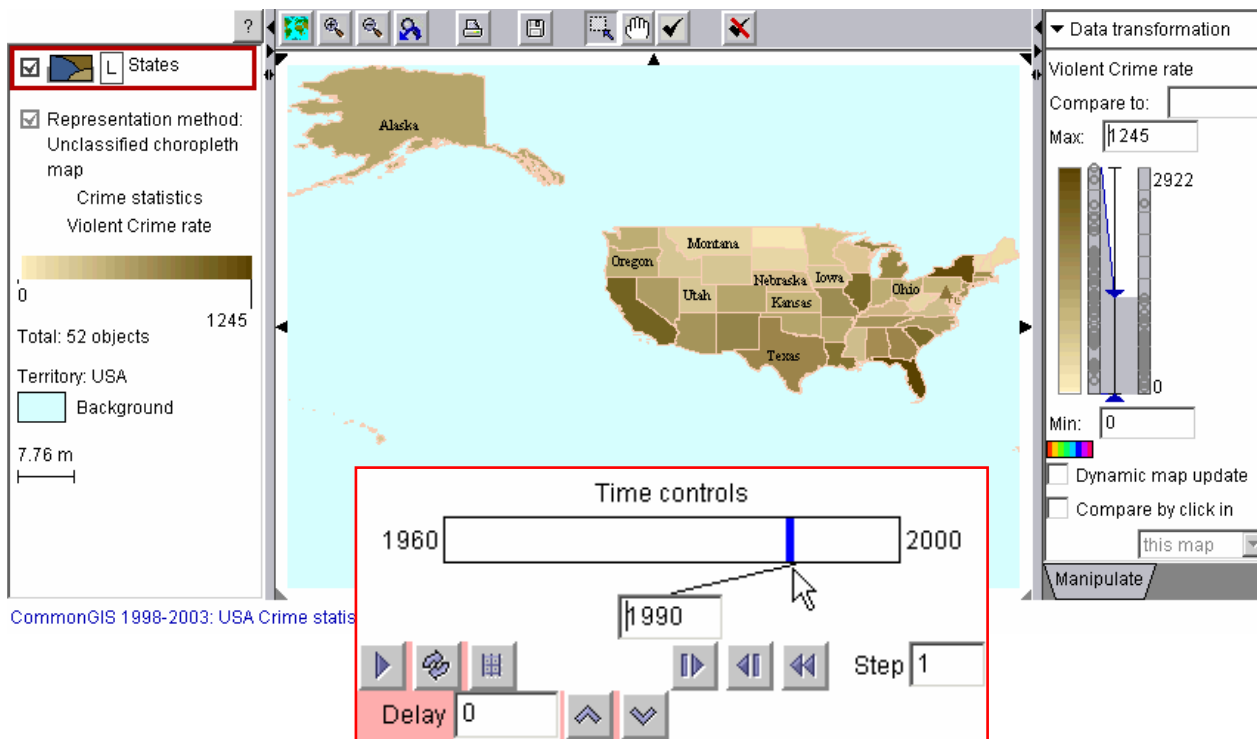 ?
L States
Representation method:
Unclassified choropleth
map
Crime statistics
Violent Crime rate
0
1245
Total: 52 objects
Territory: USA
Background
7.76 m
CommonGIS 1998-2003: USA Crime statis
Alaska
Montana
Oregon
Nebraska
Iowa
Utah
Kansas
Ohio
Texas
Time controls
1960
2000
1990
Step 1
Delay 0
Data transformation
Violent Crime rate
Compare to:
Max: 1245
2922
0
Min: 0
Dynamic map update
Compare by click in
this map
Manipulate